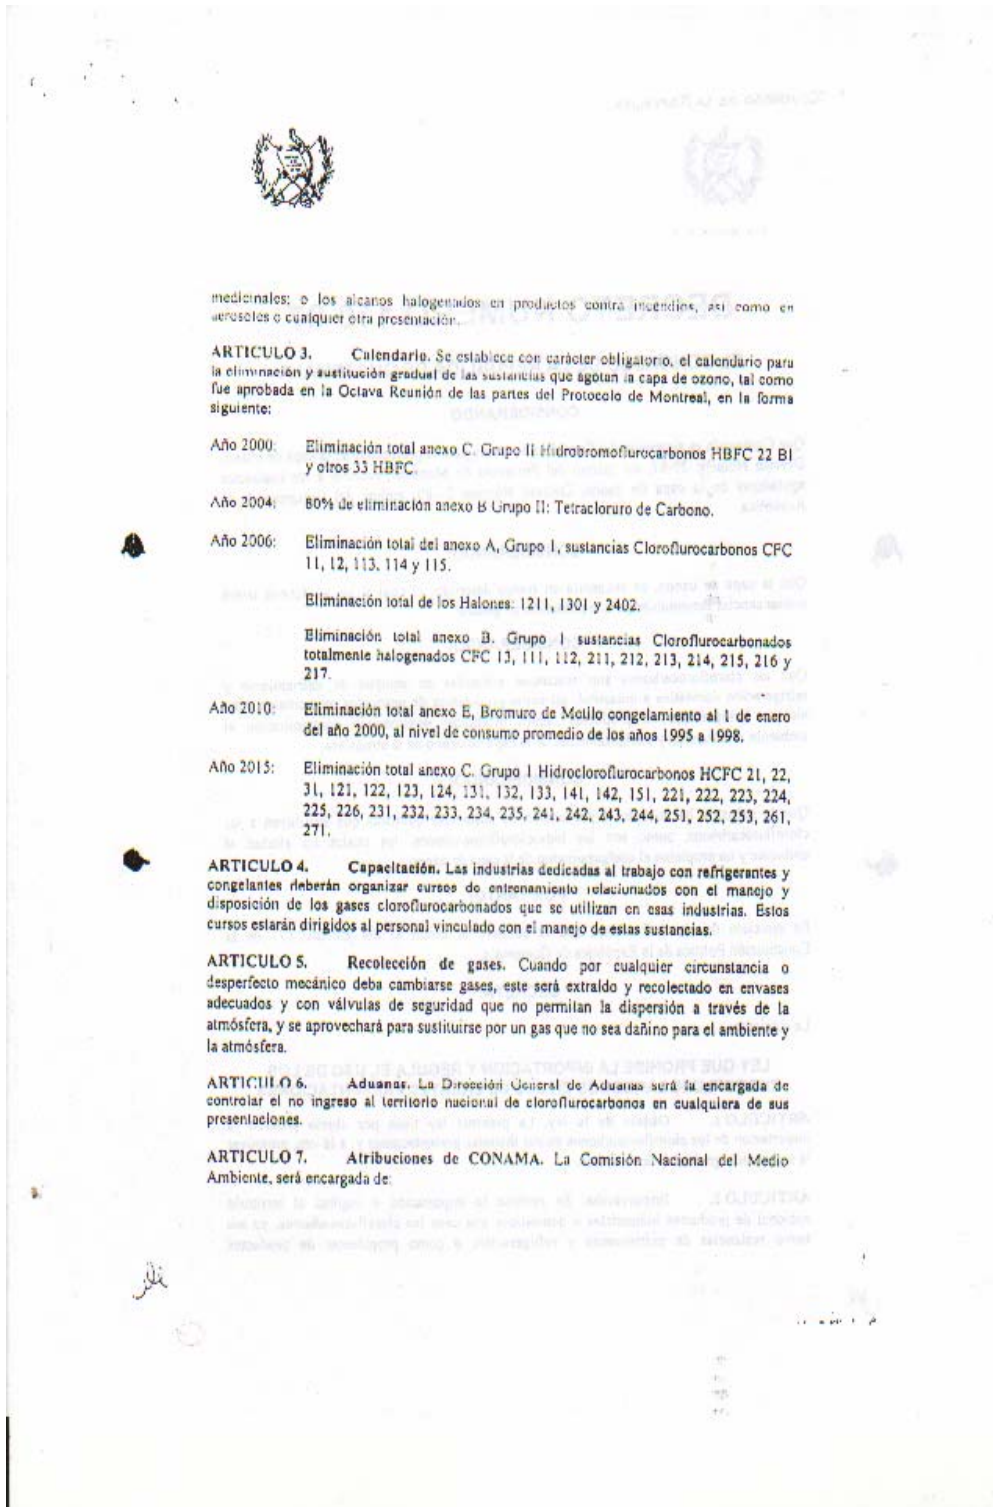 medicinales; o los alcanos halogenados en productos contra incendios, así como en
aerosoles o cualquier otra presentación.
ARTICULO 3. Calendario. Se establece con carácter obligatorio, el calendario para
la eliminación y sustitución gradual de las sustancias que agotan la capa de ozono, tal como
fue aprobada en la Octava Reunión de las partes del Protocolo de Montreal, en la forma
siguiente:
Año 2000: Eliminación total anexo C. Grupo II Hidrobromoflurocarbonos HBFC 22 BI
y otros 33 HBFC.
Año 2004: 80% de eliminación anexo B Grupo II: Tetracloruro de Carbono.
Año 2006: Eliminación total del anexo A, Grupo I, sustancias Cloroflurocarbonos CFC
11, 12, 113, 114 y 115.
Eliminación total de los Halones: 1211, 1301 y 2402.
Eliminación total anexo B. Grupo I sustancias Cloroflurocarbonados
totalmente halogenados CFC 13, 111, 112, 211, 212, 213, 214, 215, 216 y
217.
Año 2010: Eliminación total anexo E, Bromuro de Metilo congelamiento al 1 de enero
del año 2000, al nivel de consumo promedio de los años 1995 a 1998.
Año 2015: Eliminación total anexo C. Grupo I Hidrocloroflurocarbonos HCFC 21, 22,
31, 121, 122, 123, 124, 131, 132, 133, 141, 142, 151, 221, 222, 223, 224,
225, 226, 231, 232, 233, 234, 235, 241, 242, 243, 244, 251, 252, 253, 261,
271.
ARTICULO 4. Capacitación. Las industrias dedicadas al trabajo con refrigerantes y
congelantes deberán organizar cursos de entrenamiento relacionados con el manejo y
disposición de los gases cloroflurocarbonados que se utilizan en esas industrias. Estos
cursos estarán dirigidos al personal vinculado con el manejo de estas sustancias.
ARTICULO 5. Recolección de gases. Cuando por cualquier circunstancia o
desperfecto mecánico deba cambiarse gases, este será extraído y recolectado en envases
adecuados y con válvulas de seguridad que no permitan la dispersión a través de la
atmósfera, y se aprovechará para sustituirse por un gas que no sea dañino para el ambiente y
la atmósfera.
ARTICULO 6. Aduanas. La Dirección General de Aduanas será la encargada de
controlar el no ingreso al territorio nacional de cloroflurocarbonos en cualquiera de sus
presentaciones.
ARTICULO 7. Atribuciones de CONAMA. La Comisión Nacional del Medio
Ambiente, será encargada de: